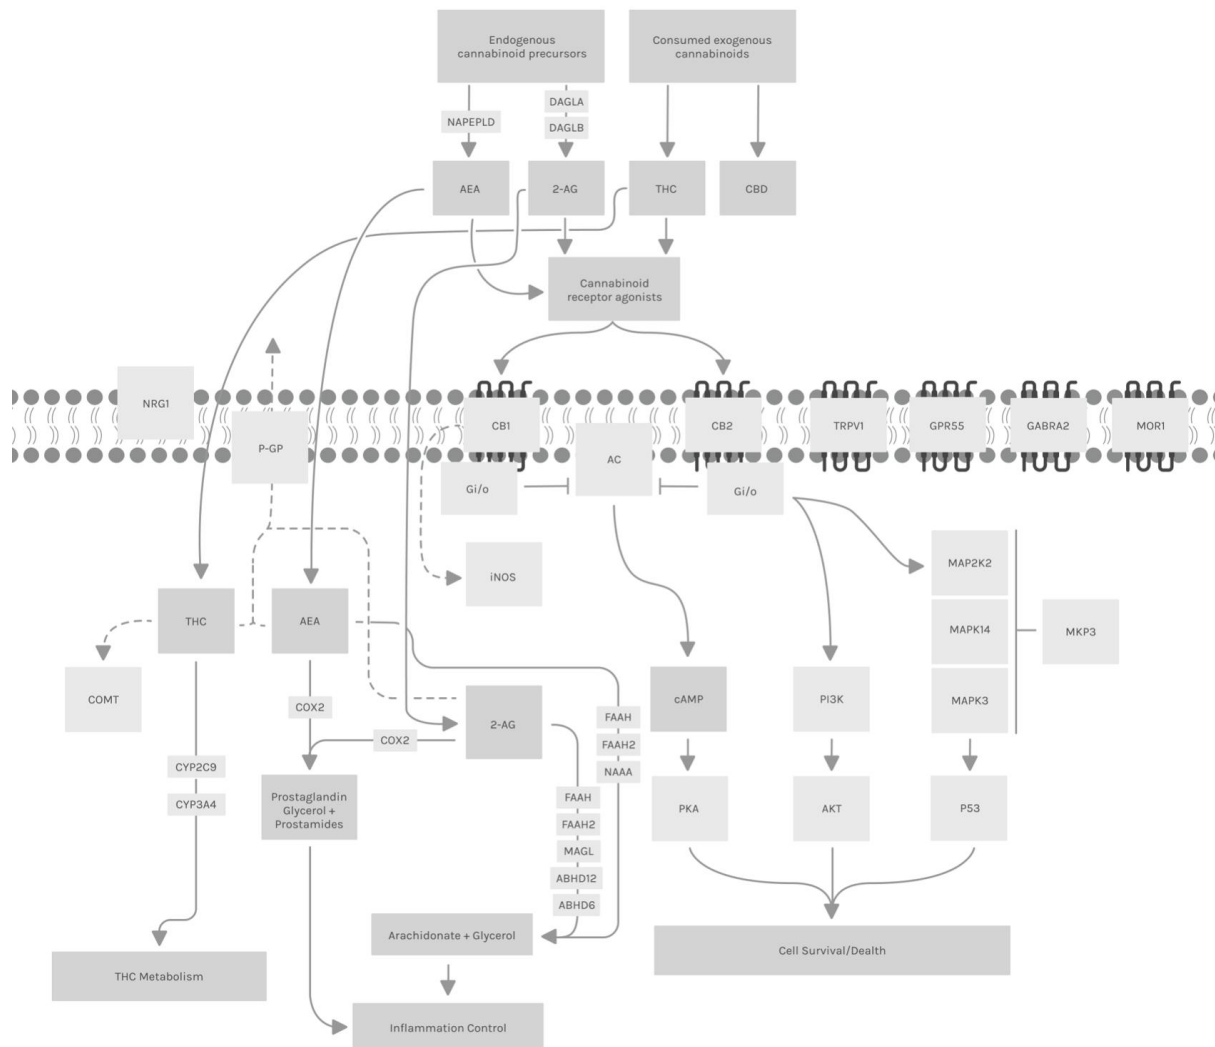 Endogenous
cannabinoid precursors
Consumed exogenous
cannabinoids
NAPEPLD
DAGLA
DAGLB
AEA
2-AG
THC
CBD
Cannabinoid
receptor agonists
NRG1
P-GP
CB1
AC
CB2
TRPV1
GPR55
GABRA2
MOR1
Gi/o
Gi/o
iNOS
MAP2K2
MAPK14
MAPK3
MKP3
THC
AEA
COMT
COX2
COX2
2-AG
FAAH
FAAH2
NAAA
cAMP
PI3K
CYP2C9
CYP3A4
Prostaglandin
Glycerol +
Prostamides
FAAH
FAAH2
MAGL
ABHD12
ABHD6
PKA
AKT
P53
Arachidonate + Glycerol
Cell Survival/Dealth
THC Metabolism
Inflammation Control